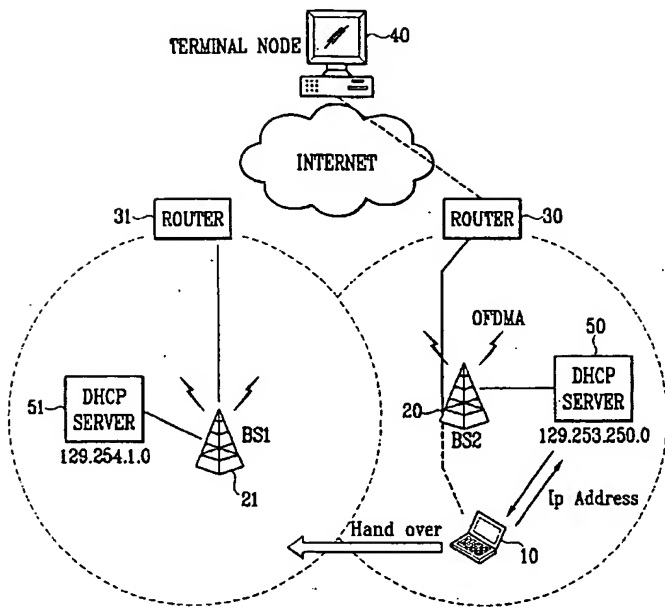 TERMINAL NODE
40
INTERNET
31
ROUTER
ROUTER
30
OFDMA
50
51
DHCP
SERVER
129.254.1.0
BS1
21
20
BS2
DHCP
SERVER
129.253.250.0
Ip Address
Hand over
10